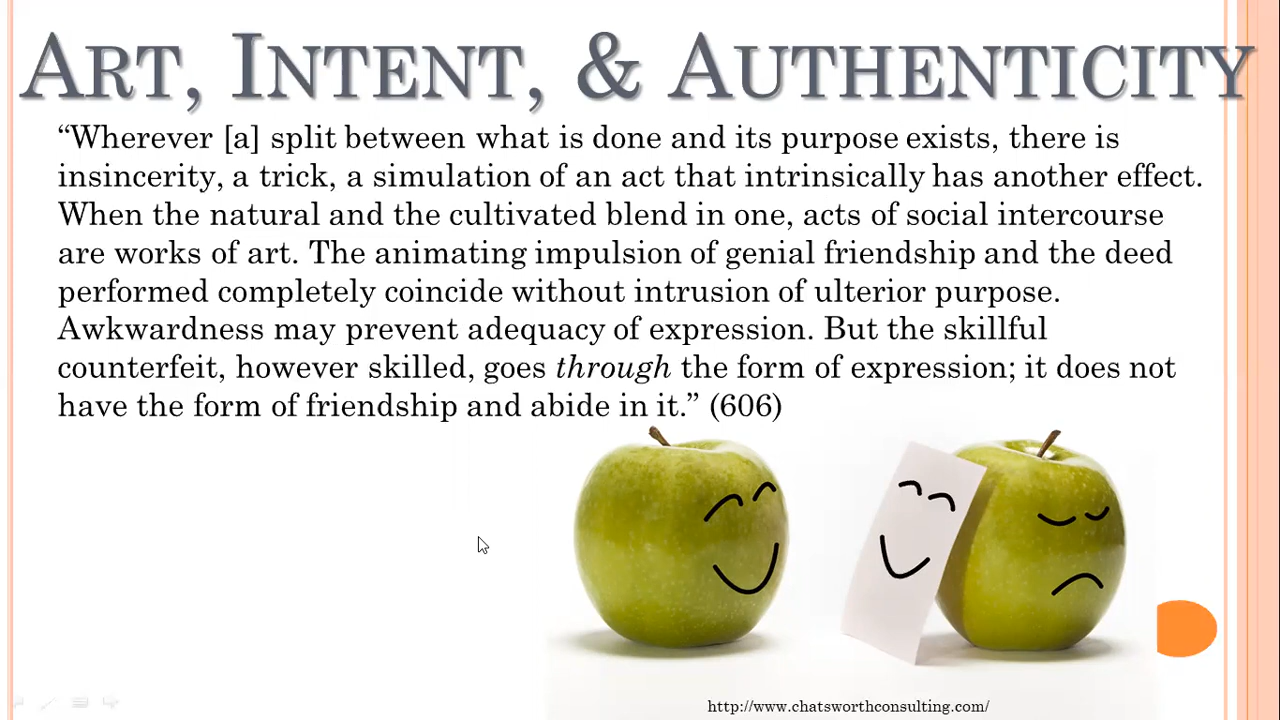 ART, INTENT, & AUTHENTICITY
“Wherever [a] split between what is done and its purpose exists, there is
insincerity, a trick, a simulation of an act that intrinsically has another effect.
When the natural and the cultivated blend in one, acts of social intercourse
are works of art. The animating impulsion of genial friendship and the deed
performed completely coincide without intrusion of ulterior purpose.
Awkwardness may prevent adequacy of expression. But the skillful
counterfeit, however skilled, goes through the form of expression; it does not
have the form of friendship and abide in it.” (606)
http://www.chatsworthconsulting.com/